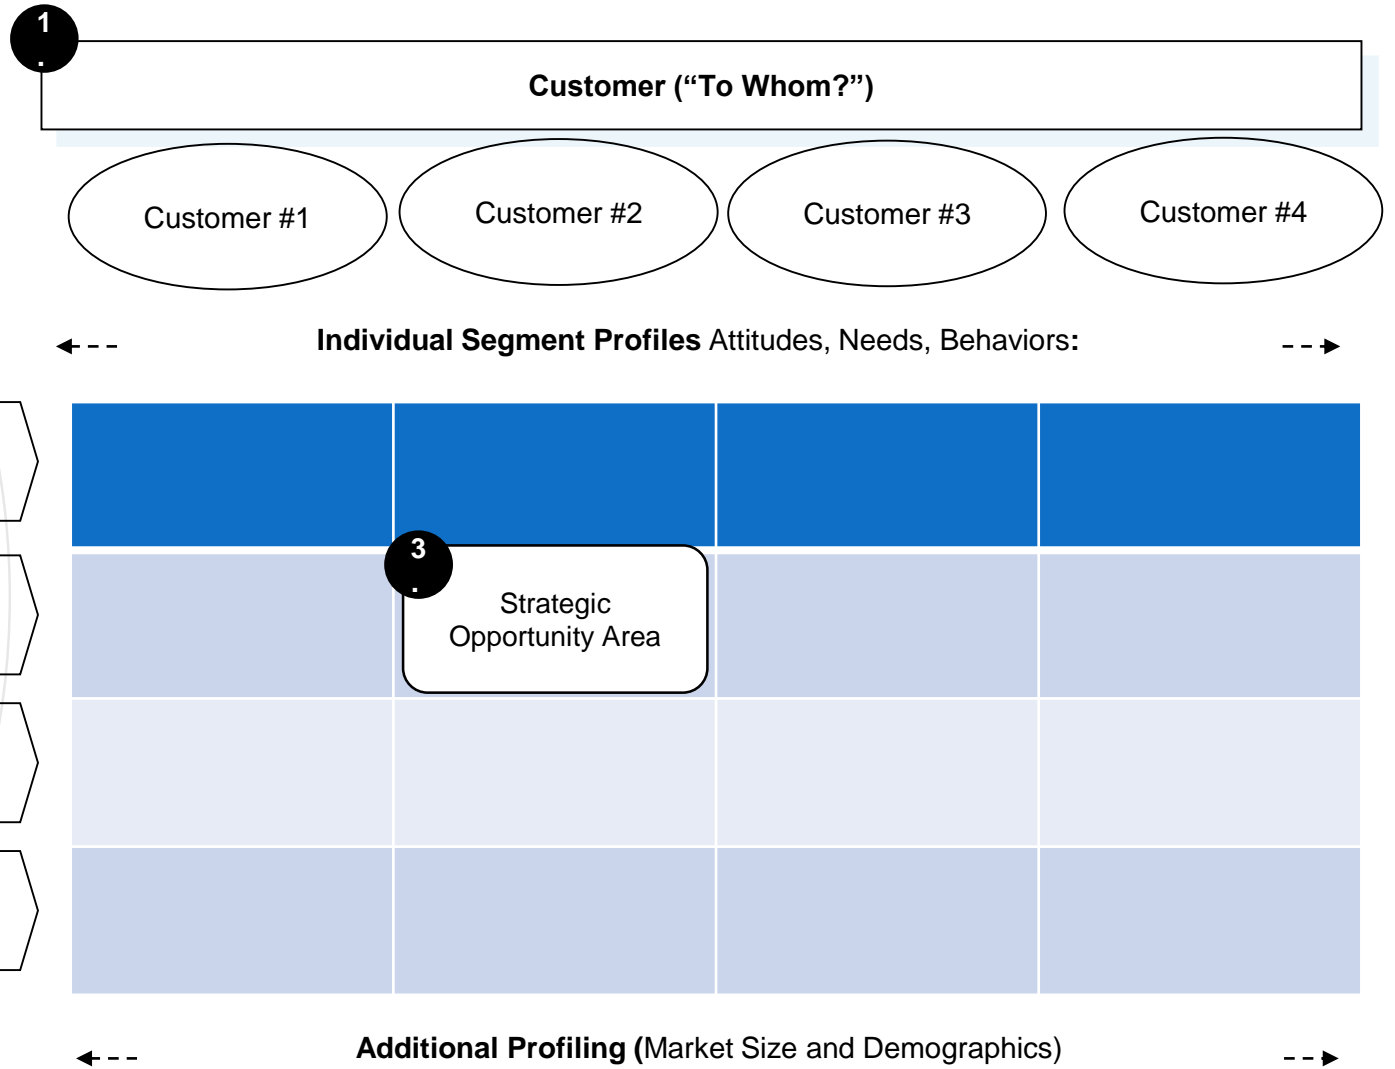 1
.
Customer (“To Whom?”)
Customer #1
Customer #2
Customer #3
Customer #4
Individual Segment Profiles Attitudes, Needs, Behaviors:
3
.
Strategic
Opportunity Area
Additional Profiling (Market Size and Demographics)